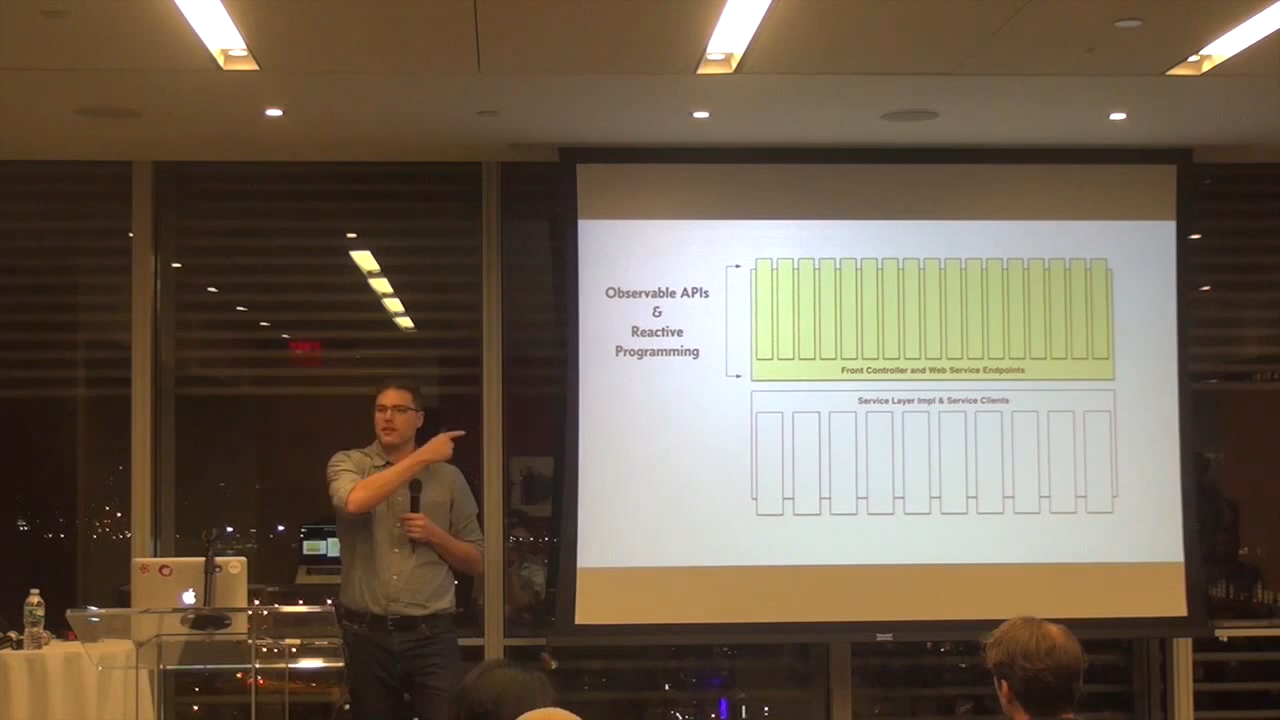 Observable APIs
&
Reactive
Programming
Front Controller and Web Service Endpoints
Service Layer Impl & Service Clients